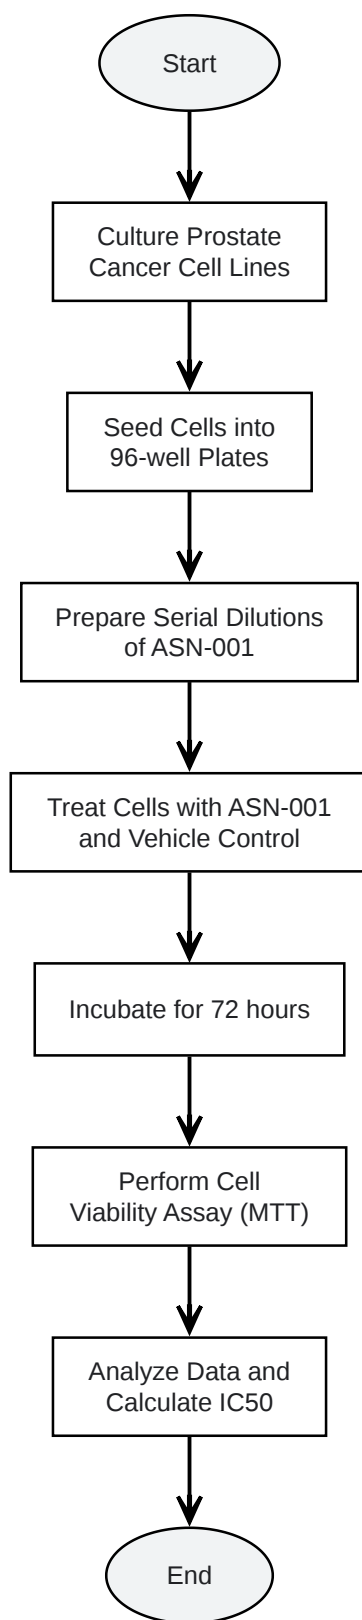 Start
Culture Prostate
Cancer Cell Lines
Seed Cells into
96-well Plates
Prepare Serial Dilutions
of ASN-001
Treat Cells with ASN-001
and Vehicle Control
Incubate for 72 hours
Perform Cell
Viability Assay (MTT)
Analyze Data and
Calculate IC50
End